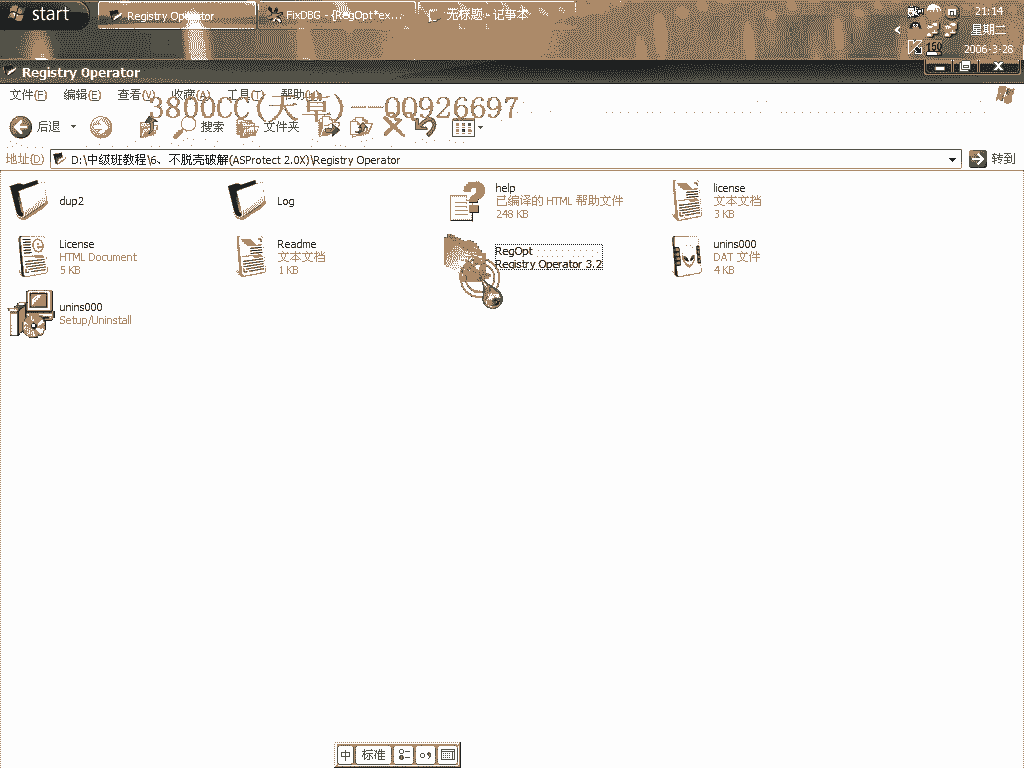 start
Registry Operator
FixDBG - {RegOpt*ex...
无标题 - 记事本
21:14
星期二
2006-3-28
150
Registry Operator
文件(F) 编辑(E) 查看(V) 收藏(A) 工具(T) 帮助(H)
3800CC(天草)--QQ926697
后退 搜索 文件夹
地址(D) D:\中级班教程\6、不脱壳破解(ASProtect 2.0X)\Registry Operator 转到
dup2
Log
help
已编译的 HTML 帮助文件
248 KB
license
文本文档
3 KB
License
HTML Document
5 KB
Readme
文本文档
1 KB
RegOpt
Registry Operator 3.2
unins000
DAT 文件
4 KB
unins000
Setup/Uninstall
中 标准